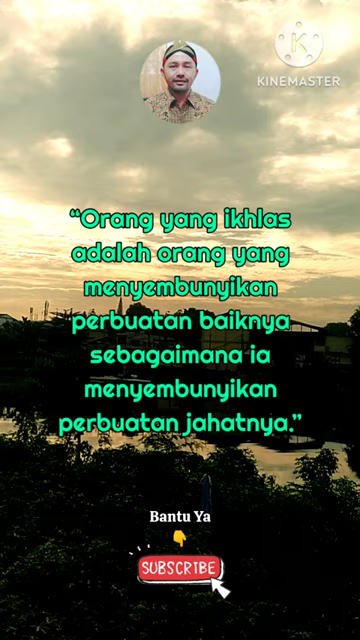 KINEMASTER
“Orang yang ikhlas
adalah orang yang
menyembunyikan
perbuatan baiknya
sebagaimana ia
menyembunyikan
perbuatan jahatnya.”
Bantu Ya
SUBSCRIBE